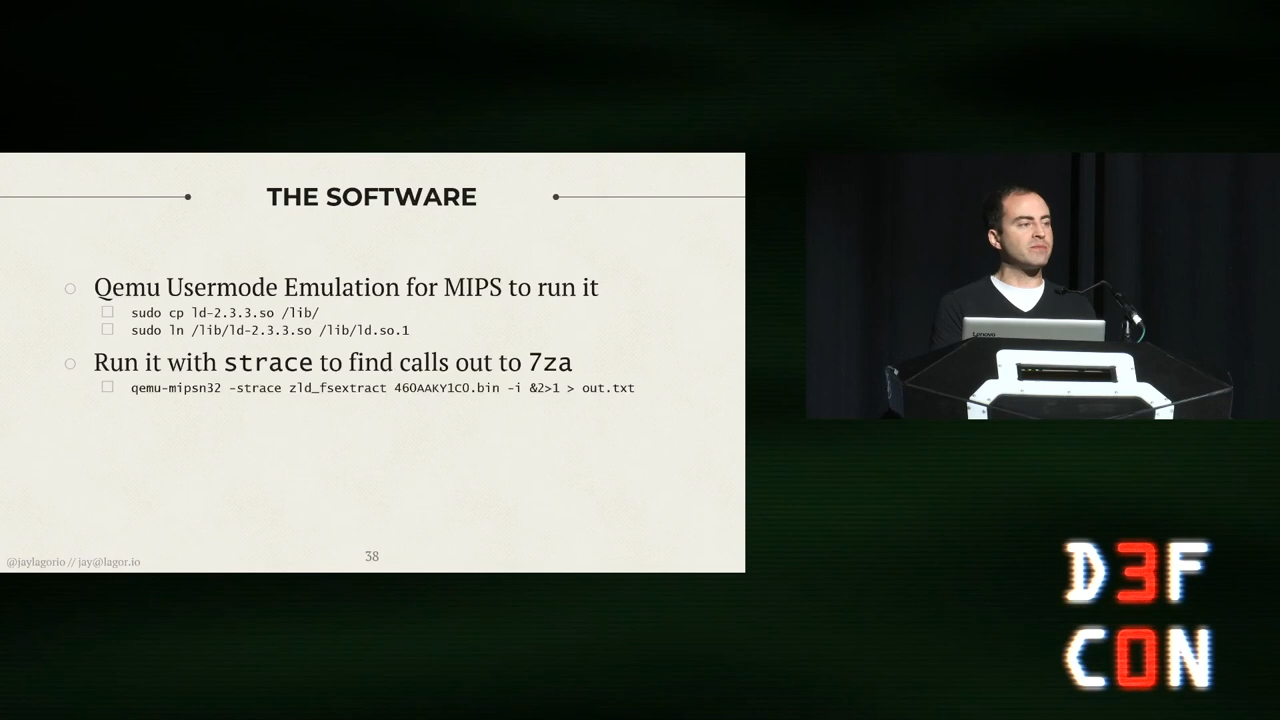 THE SOFTWARE
Qemu Usermode Emulation for MIPS to run it
sudo cp ld-2.3.3.so /lib/
sudo ln /lib/ld-2.3.3.so /lib/ld.so.1
Run it with strace to find calls out to 7za
qemu-mipsn32 -strace zld_fsextract 460AAKY1C0.bin -i &2>1 > out.txt
38
@jaylagorio // jay@lagor.io
Lenovo
D3F
C0N